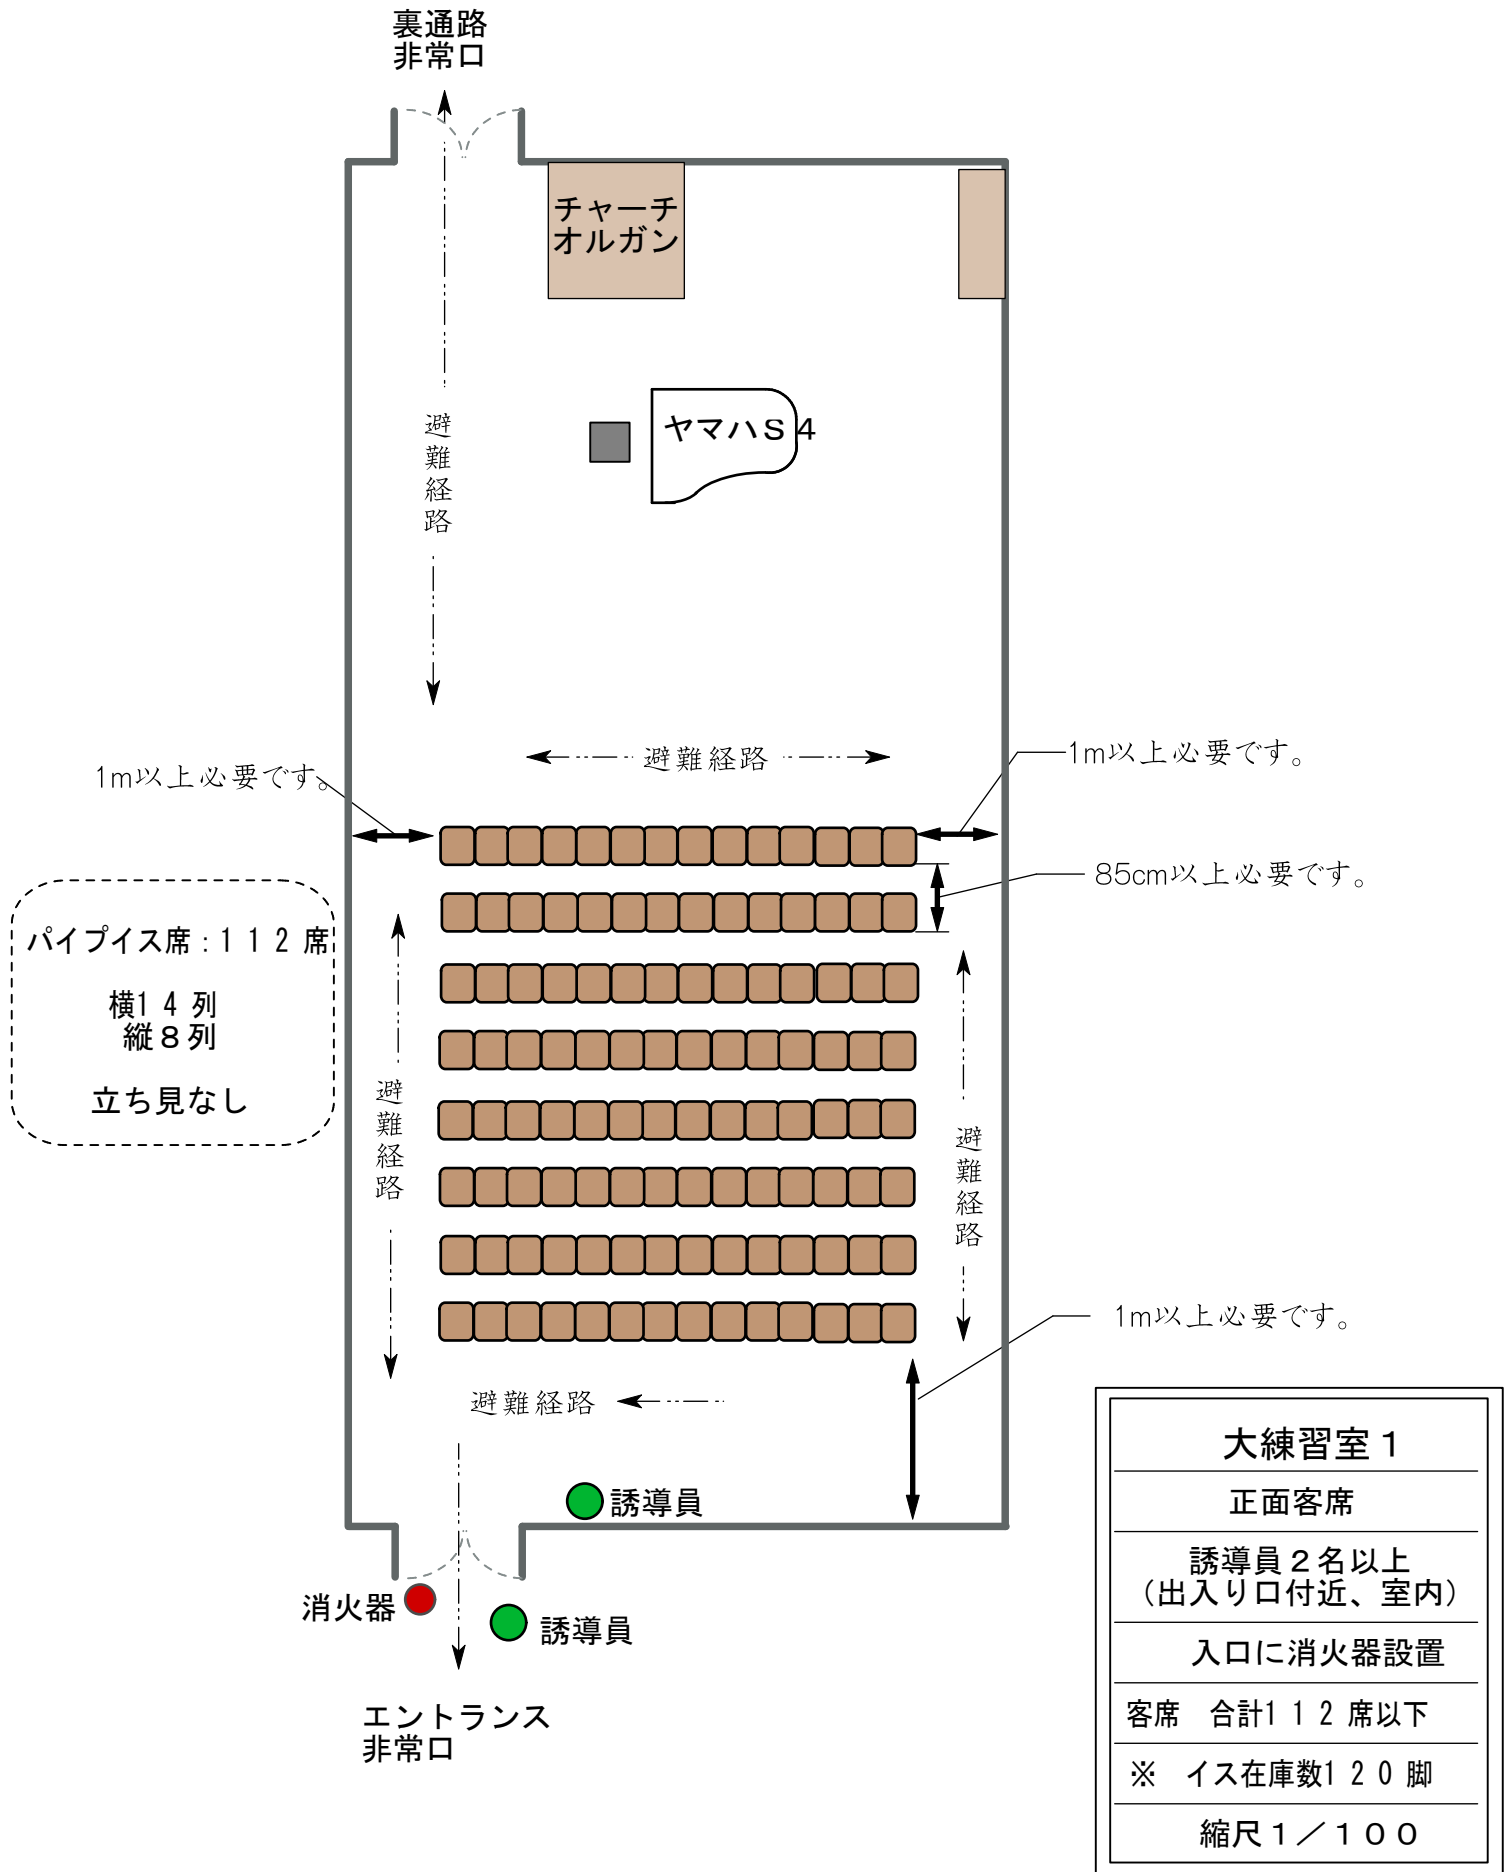 裏通路
非常口
チャーチ
オルガン
ヤマハＳ４
避難経路
避難経路
1m以上必要です。
1m以上必要です。
85cm以上必要です。
パイプイス席：１１２席
横１４列
縦８列
立ち見なし
避難経路
避難経路
1m以上必要です。
避難経路
誘導員
消火器
誘導員
エントランス
非常口
大練習室１
正面客席
誘導員２名以上
（出入り口付近、室内）
入口に消火器設置
客席　合計１１２席以下
※　イス在庫数１２０脚
縮尺１／１００